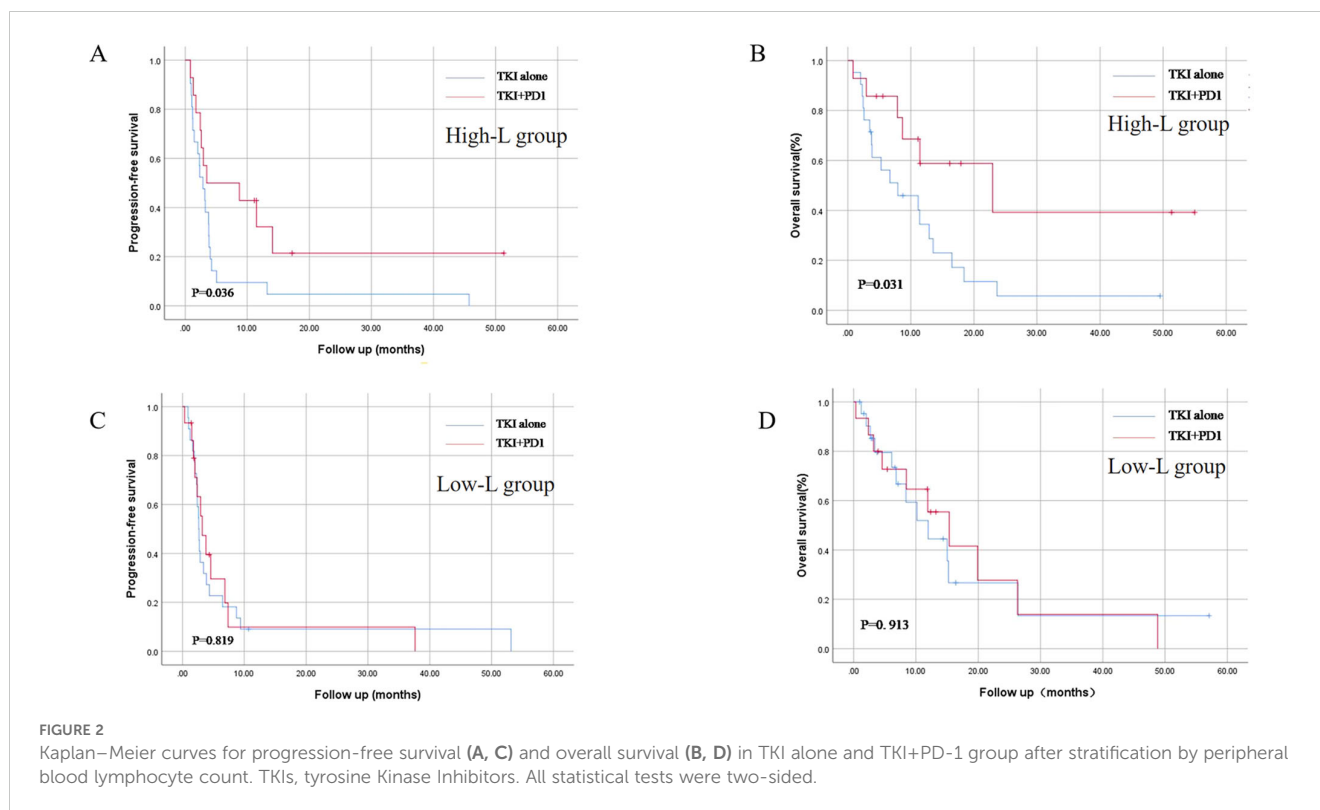 A
Progression-free survival
1.0
0.8
0.6
0.4
0.2
0.0
TKI alone
TKI+PD1
High-L group
P=0.036
.00 10.00 20.00 30.00 40.00 50.00 60.00
Follow up (months)
B
Overall survival(%)
1.0
0.8
0.6
0.4
0.2
0.0
TKI alone
TKI+PD1
High-L group
P=0.031
.00 10.00 20.00 30.00 40.00 50.00 60.00
Follow up (months)
C
Progression-free survival
1.0
0.8
0.6
0.4
0.2
0.0
TKI alone
TKI+PD1
Low-L group
P=0.819
.00 10.00 20.00 30.00 40.00 50.00 60.00
Follow up (months)
D
Overall survival(%)
1.0
0.8
0.6
0.4
0.2
0.0
TKI alone
TKI+PD1
Low-L group
P=0. 913
.00 10.00 20.00 30.00 40.00 50.00 60.00
Follow up（months）
FIGURE 2
Kaplan–Meier curves for progression-free survival (A, C) and overall survival (B, D) in TKI alone and TKI+PD-1 group after stratification by peripheral
blood lymphocyte count. TKIs, tyrosine Kinase Inhibitors. All statistical tests were two-sided.